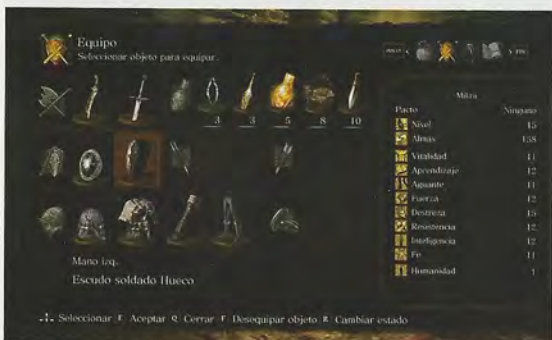 Equipo
Seleccionar objeto para equipar.
3 3 5 8 10
Mitra
Pacto Ninguno
Nivel 15
Almas 158
Vitalidad 11
Aprendizaje 12
Aguante 11
Fuerza 12
Destreza 15
Resistencia 12
Inteligencia 12
Fe 11
Humanidad 1
Mano izq.
Escudo soldado Hueco
Seleccionar E Aceptar Q Cerrar F Desequipar objeto R Cambiar estado